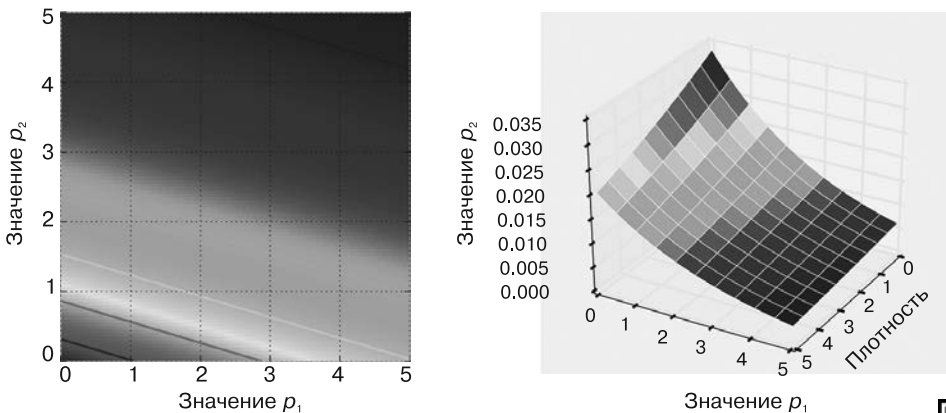 5
4
3
2
1
0
Значение p₂
0 1 2 3 4 5
Значение p₁
0.035
0.030
0.025
0.020
0.015
0.010
0.005
0.000
Значение p₂
0 1 2 3 4 5
Значение p₁
5 4 3 2 1 0
Плотность